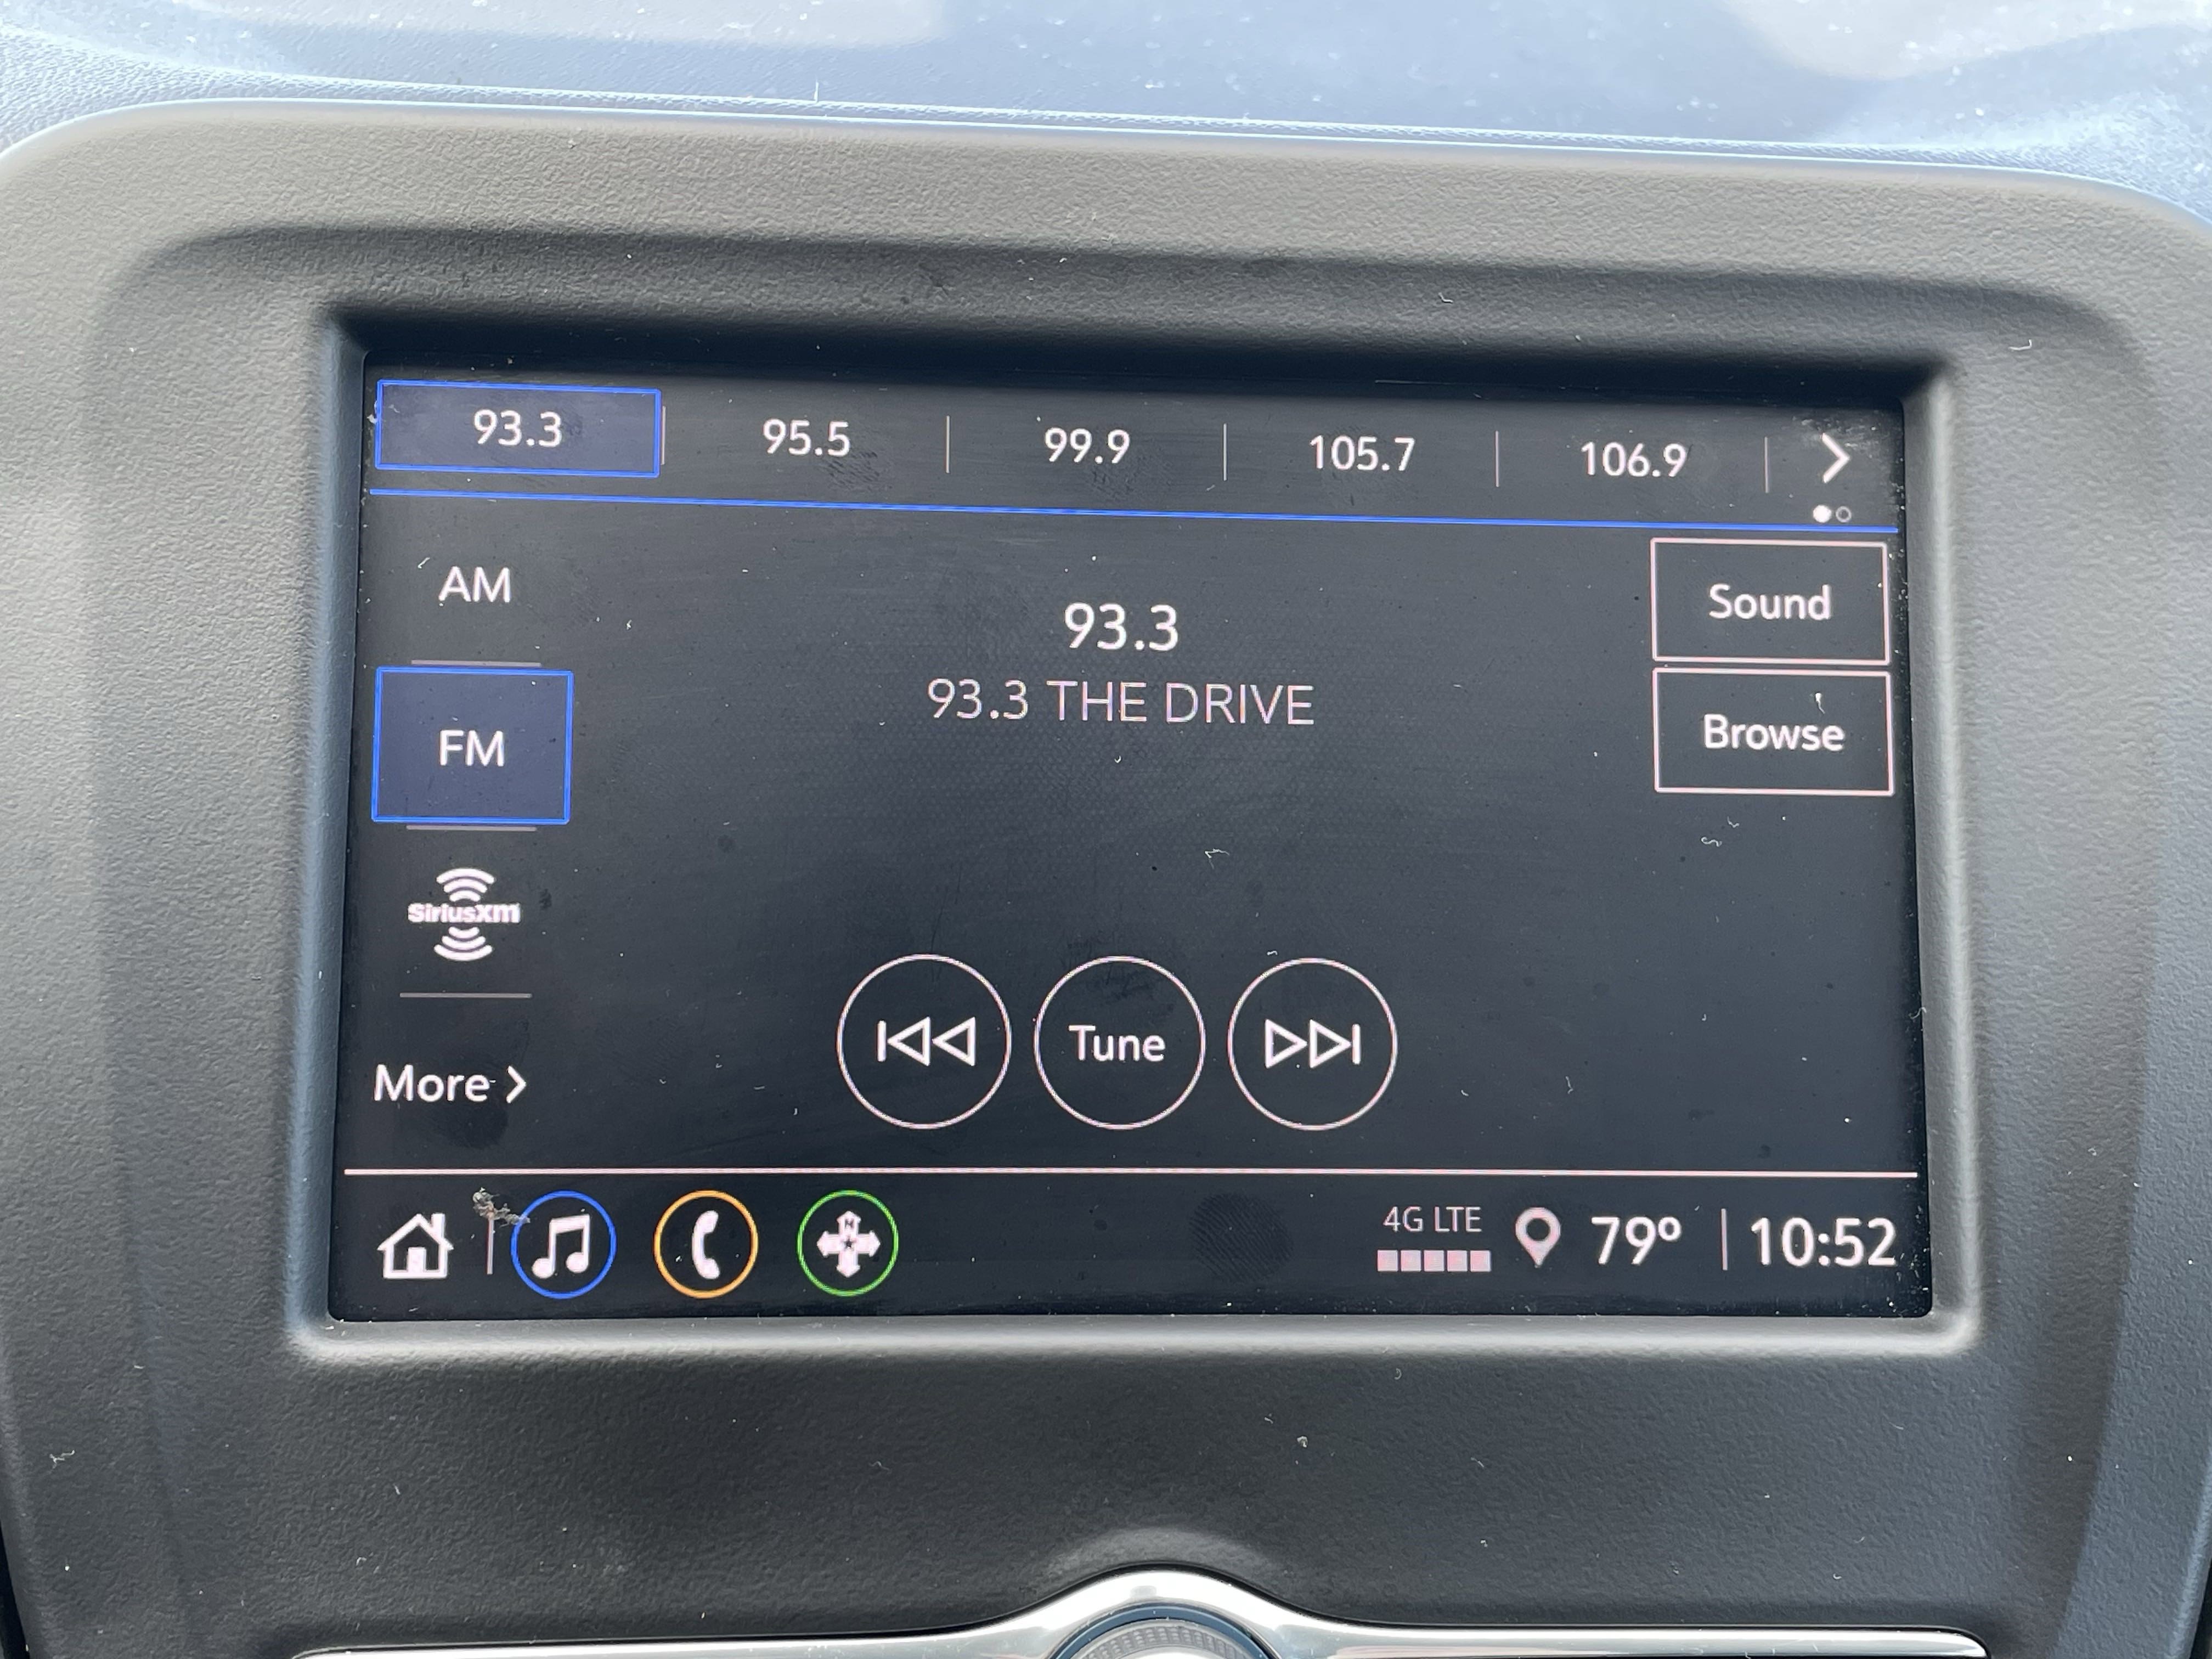 93.3 95.5 99.9 105.7 106.9
AM
FM
SiriusXM
More
93.3
93.3 THE DRIVE
Sound
Browse
Tune
N
4G LTE 79° 10:52